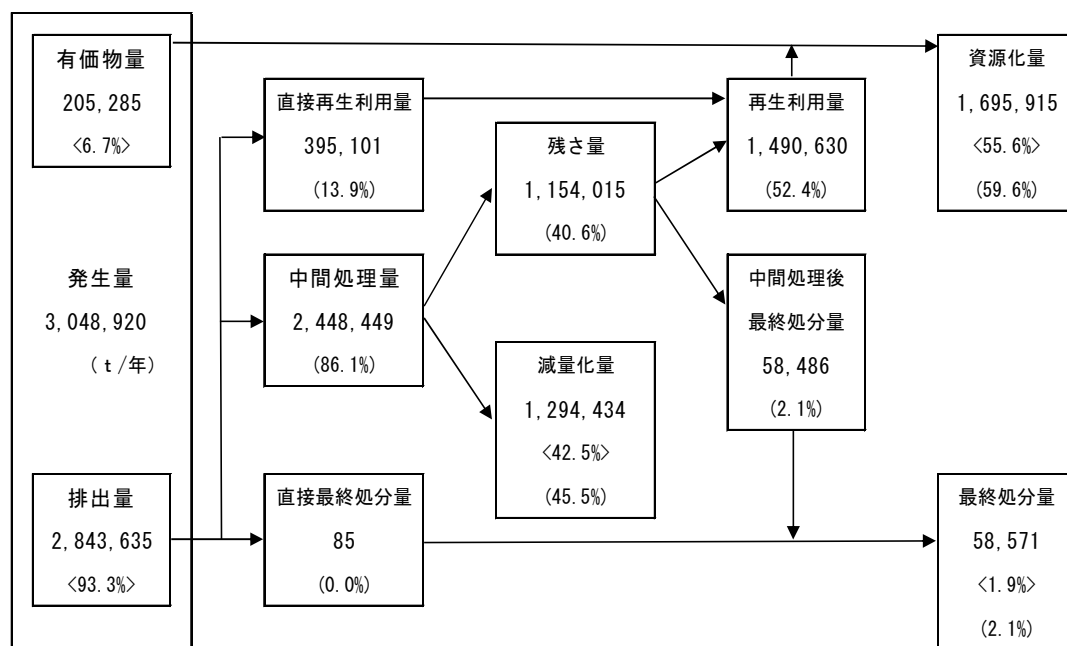 有価物量
205,285
<6.7%>
発生量
3,048,920
(t/年)
排出量
2,843,635
<93.3%>
直接再生利用量
395,101
(13.9%)
中間処理量
2,448,449
(86.1%)
直接最終処分量
85
(0.0%)
残さ量
1,154,015
(40.6%)
減量化量
1,294,434
<42.5%>
(45.5%)
再生利用量
1,490,630
(52.4%)
中間処理後
最終処分量
58,486
(2.1%)
資源化量
1,695,915
<55.6%>
(59.6%)
最終処分量
58,571
<1.9%>
(2.1%)